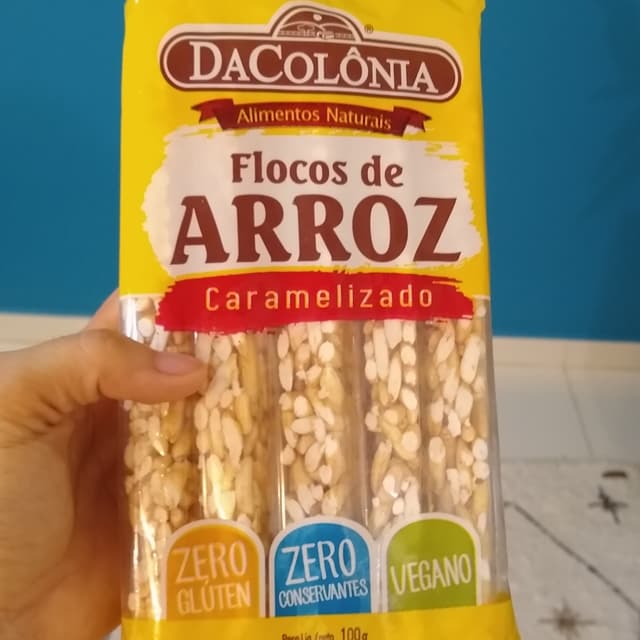 DACOLÔNIA
®
Alimentos Naturais
Flocos de
ARROZ
Caramelizado
ZERO
GLÚTEN
ZERO
CONSERVANTES
VEGANO
100g